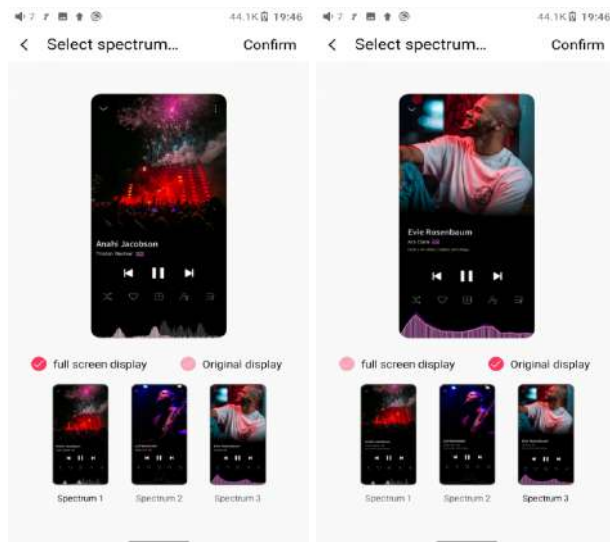 7 44.1K 19:46
Select spectrum... Confirm
Anahi Jacobson
full screen display Original display
Spectrum 1 Spectrum 2 Spectrum 3
7 44.1K 19:46
Select spectrum... Confirm
Evie Rosenbaum
full screen display Original display
Spectrum 1 Spectrum 2 Spectrum 3